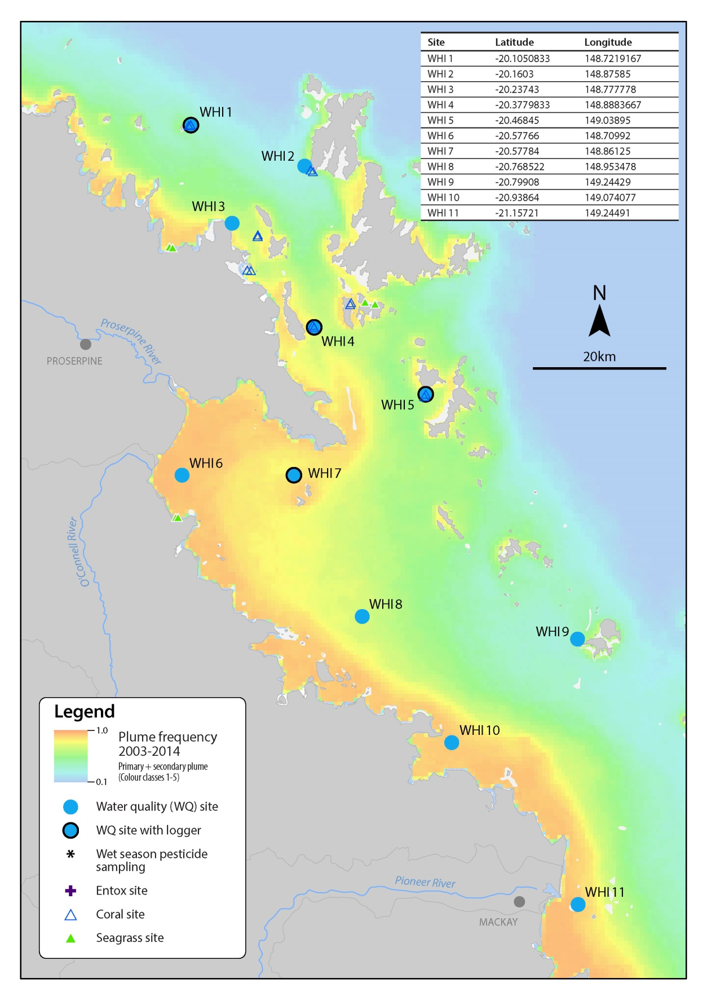 Site Latitude Longitude
WHI 1 -20.1050833 148.7219167
WHI 2 -20.1603 148.87585
WHI 3 -20.23743 148.777778
WHI 4 -20.3779833 148.8883667
WHI 5 -20.46845 149.03895
WHI 6 -20.57766 148.70992
WHI 7 -20.57784 148.86125
WHI 8 -20.768522 148.953478
WHI 9 -20.79908 149.24429
WHI 10 -20.93864 149.074077
WHI 11 -21.15721 149.24491
WHI 1
WHI 2
WHI 3
N
20km
Proserpine River
PROSERPINE
WHI 4
WHI 5
WHI 6
WHI 7
O'Connell River
WHI 8
WHI 9
WHI 10
Pioneer River
WHI 11
MACKAY
Legend
1.0
0.1
Plume frequency
2003-2014
Primary + secondary plume
(Colour classes 1-5)
Water quality (WQ) site
WQ site with logger
* Wet season pesticide
sampling
Entox site
Coral site
Seagrass site